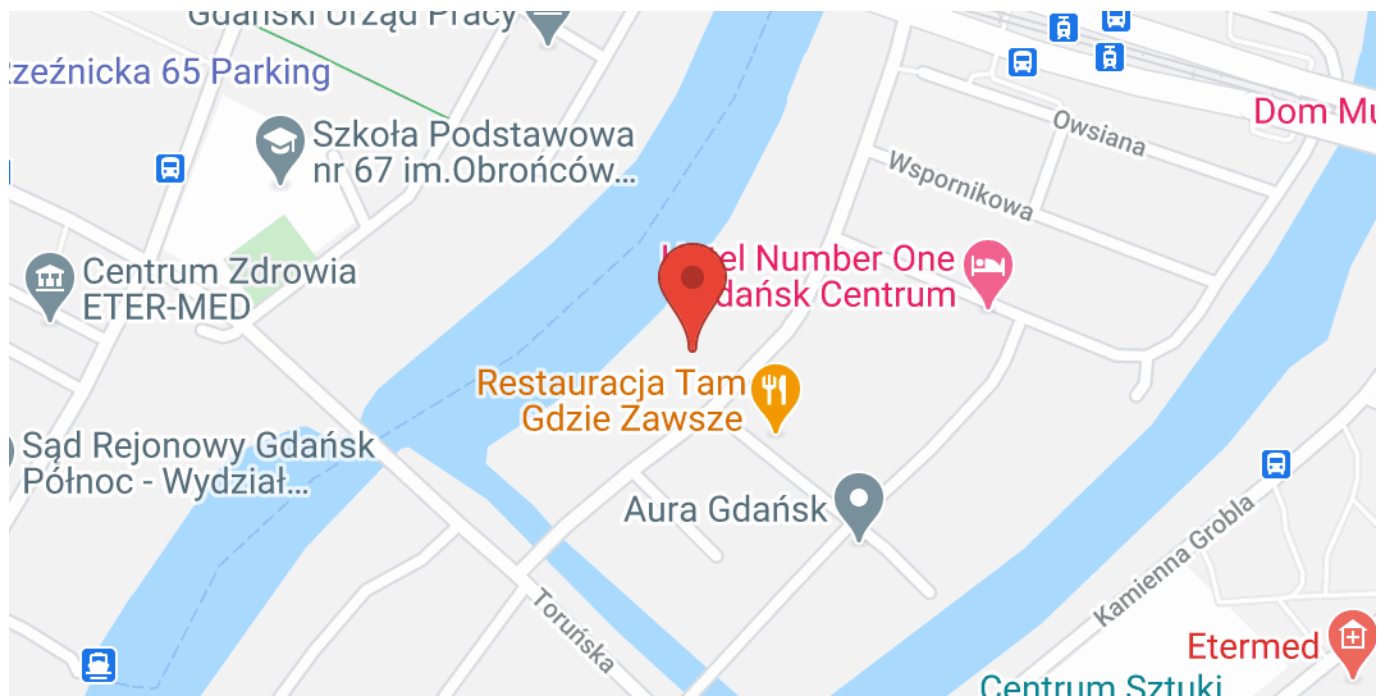 Gdański Urząd Pracy
zeźnicka 65 Parking
Dom Mu
Szkoła Podstawowa
nr 67 im.Obrońców...
Owsiana
Wspornikowa
Centrum Zdrowia
ETER-MED
Number One
Gdańsk Centrum
Restauracja Tam
Gdzie Zawsze
Sąd Rejonowy Gdańsk
Północ - Wydział...
Aura Gdańsk
Kamienna Grobla
Toruńska
Etermed
Centrum Sztuki